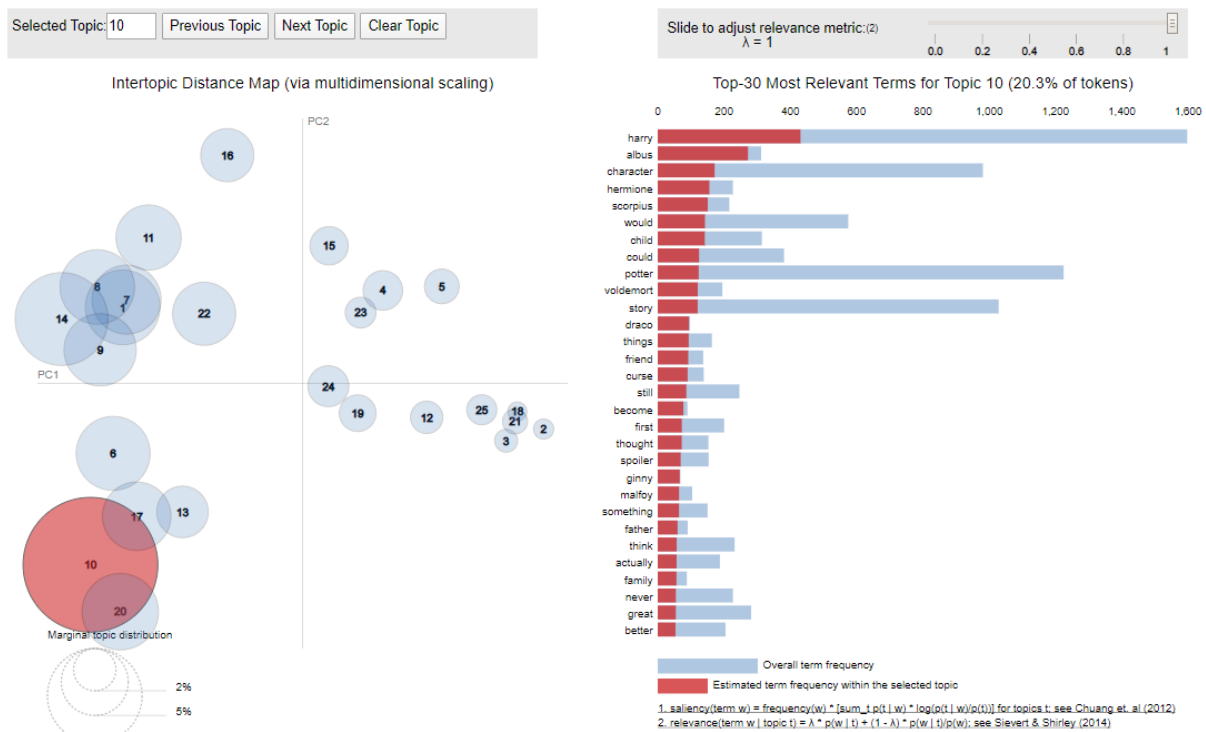 Selected Topic: 10 Previous Topic Next Topic Clear Topic
Slide to adjust relevance metric:(2)
λ = 1
0.0 0.2 0.4 0.6 0.8 1
Intertopic Distance Map (via multidimensional scaling)
PC2
16
11
15
8
7
1
4
5
14
22
23
9
PC1
24
19
12
25
18
21
2
3
6
17
13
10
20
Marginal topic distribution
2%
5%
Top-30 Most Relevant Terms for Topic 10 (20.3% of tokens)
0 200 400 600 800 1,000 1,200 1,400 1,600
harry
albus
character
hermione
scorpius
would
child
could
potter
voldemort
story
draco
things
friend
curse
still
become
first
thought
spoiler
ginny
malfoy
something
father
think
actually
family
never
great
better
Overall term frequency
Estimated term frequency within the selected topic
1. saliency(term w) = frequency(w) * [sum_t p(t | w) * log(p(t | w)/p(t))] for topics t; see Chuang et. al (2012)
2. relevance(term w | topic t) = λ * p(w | t) + (1 - λ) * p(w | t)/p(w); see Sievert & Shirley (2014)